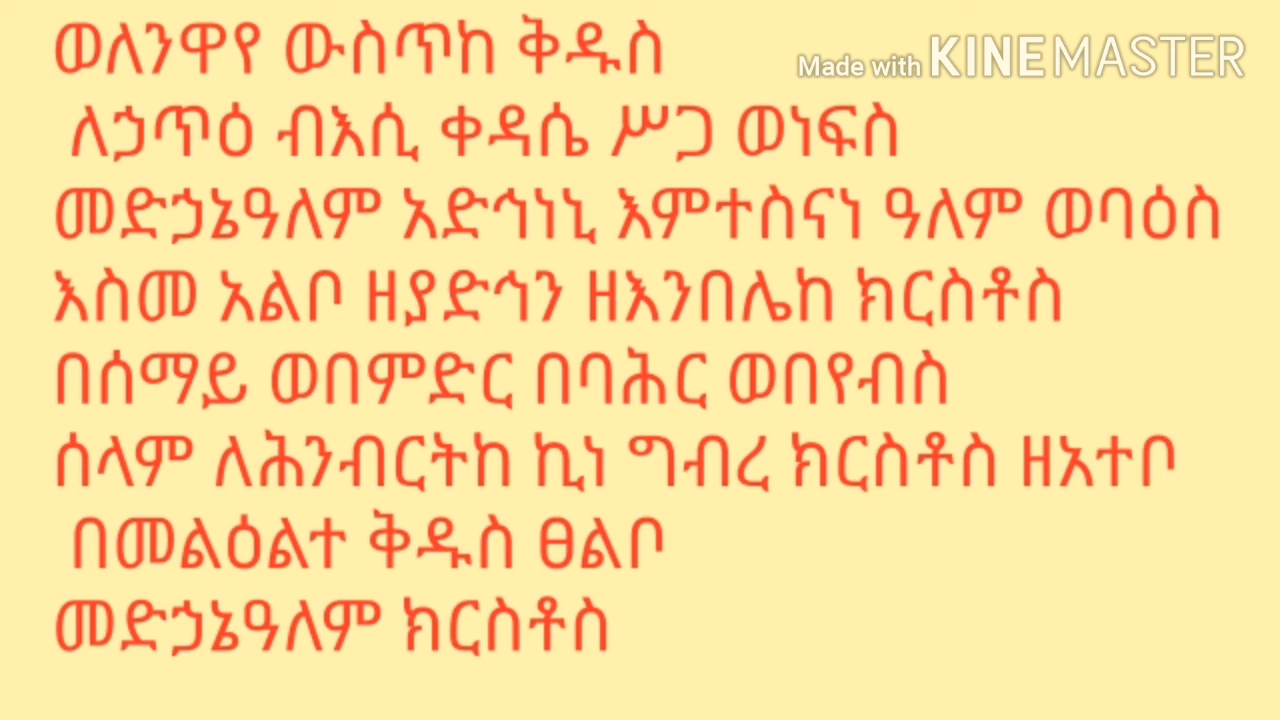 ወለንዋየ ውስጥከ ቅዱስ
Made with KINEMASTER
ለኃጥዕ ብእሲ ቀዳሴ ሥጋ ወነፍስ
መድኃኔዓለም አድኅነኒ እምተስናነ ዓለም ወባዕስ
እስመ አልቦ ዘያድኅን ዘእንበሌከ ክርስቶስ
በሰማይ ወበምድር በባሕር ወበየብስ
ሰላም ለሕንብርትከ ኪነ ግብረ ክርስቶስ ዘአተቦ
በመልዕልተ ቅዱስ ፀልቦ
መድኃኔዓለም ክርስቶስ